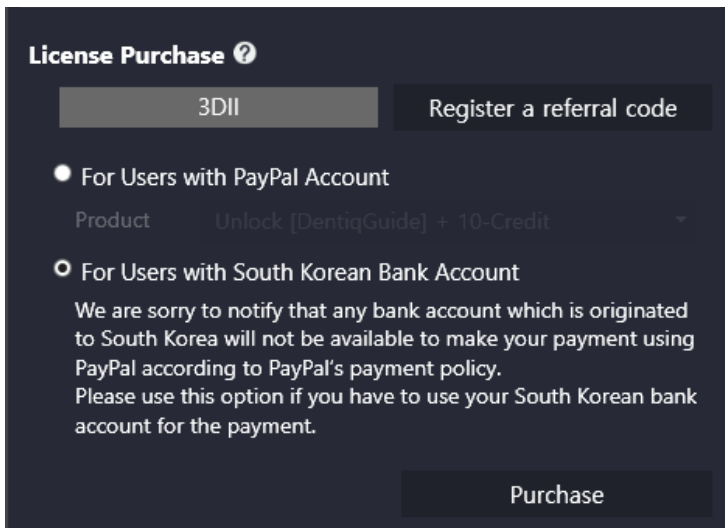 License Purchase ?
3DII
Register a referral code
For Users with PayPal Account
Product Unlock [DentiqGuide] + 10-Credit
For Users with South Korean Bank Account
We are sorry to notify that any bank account which is originated
to South Korea will not be available to make your payment using
PayPal according to PayPal's payment policy.
Please use this option if you have to use your South Korean bank
account for the payment.
Purchase